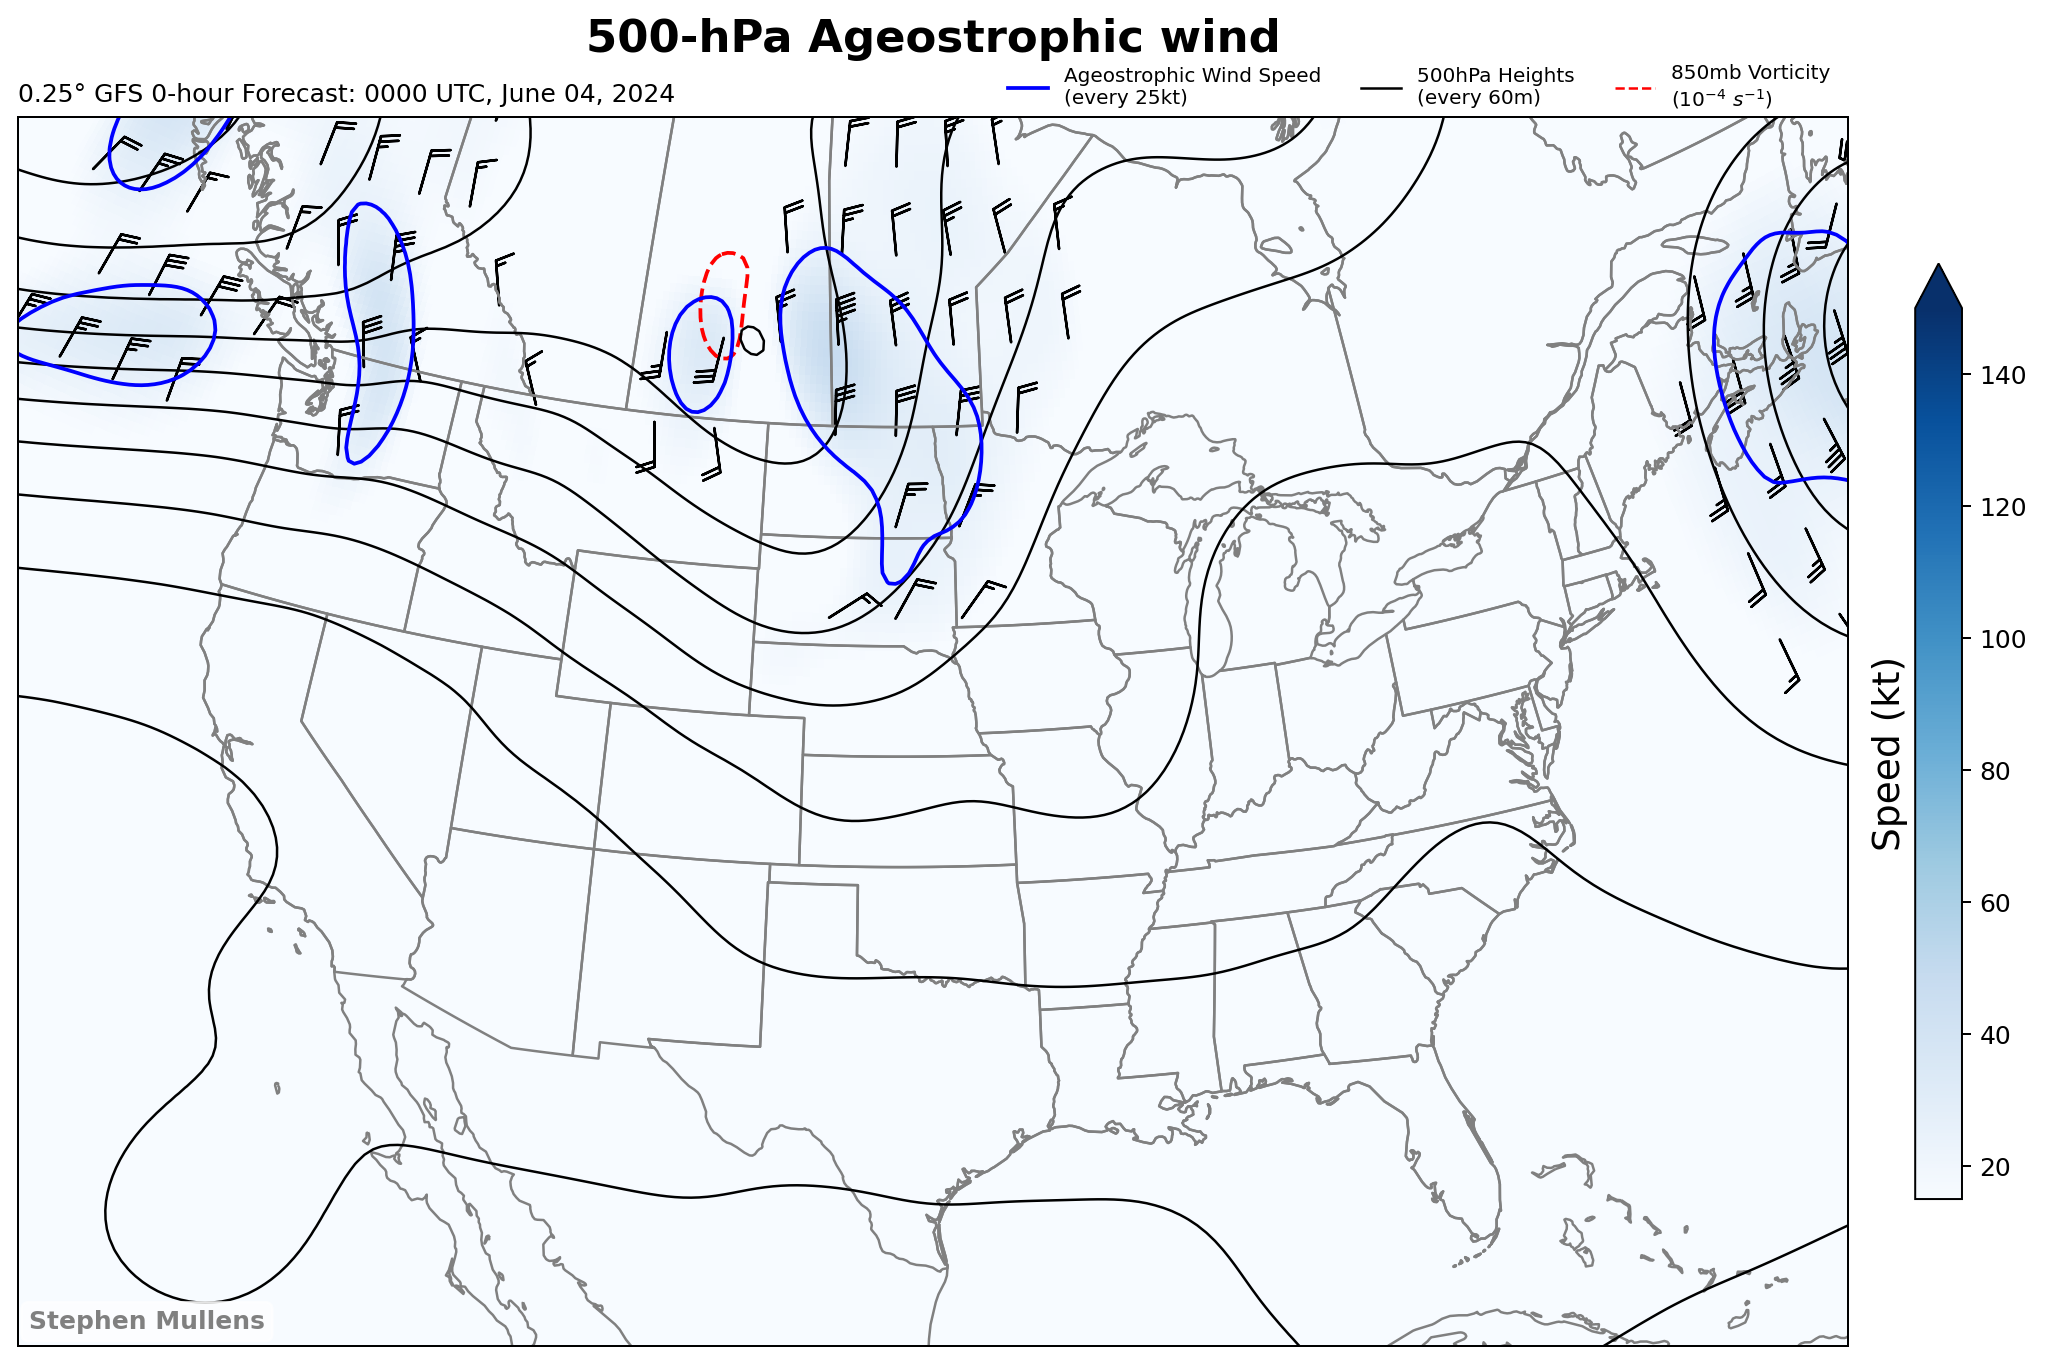 500-hPa Ageostrophic wind
0.25° GFS 0-hour Forecast: 0000 UTC, June 04, 2024
Ageostrophic Wind Speed
(every 25kt)
500hPa Heights
(every 60m)
850mb Vorticity
(10⁻⁴ s⁻¹)
140
120
100
80
60
40
20
Speed (kt)
Stephen Mullens